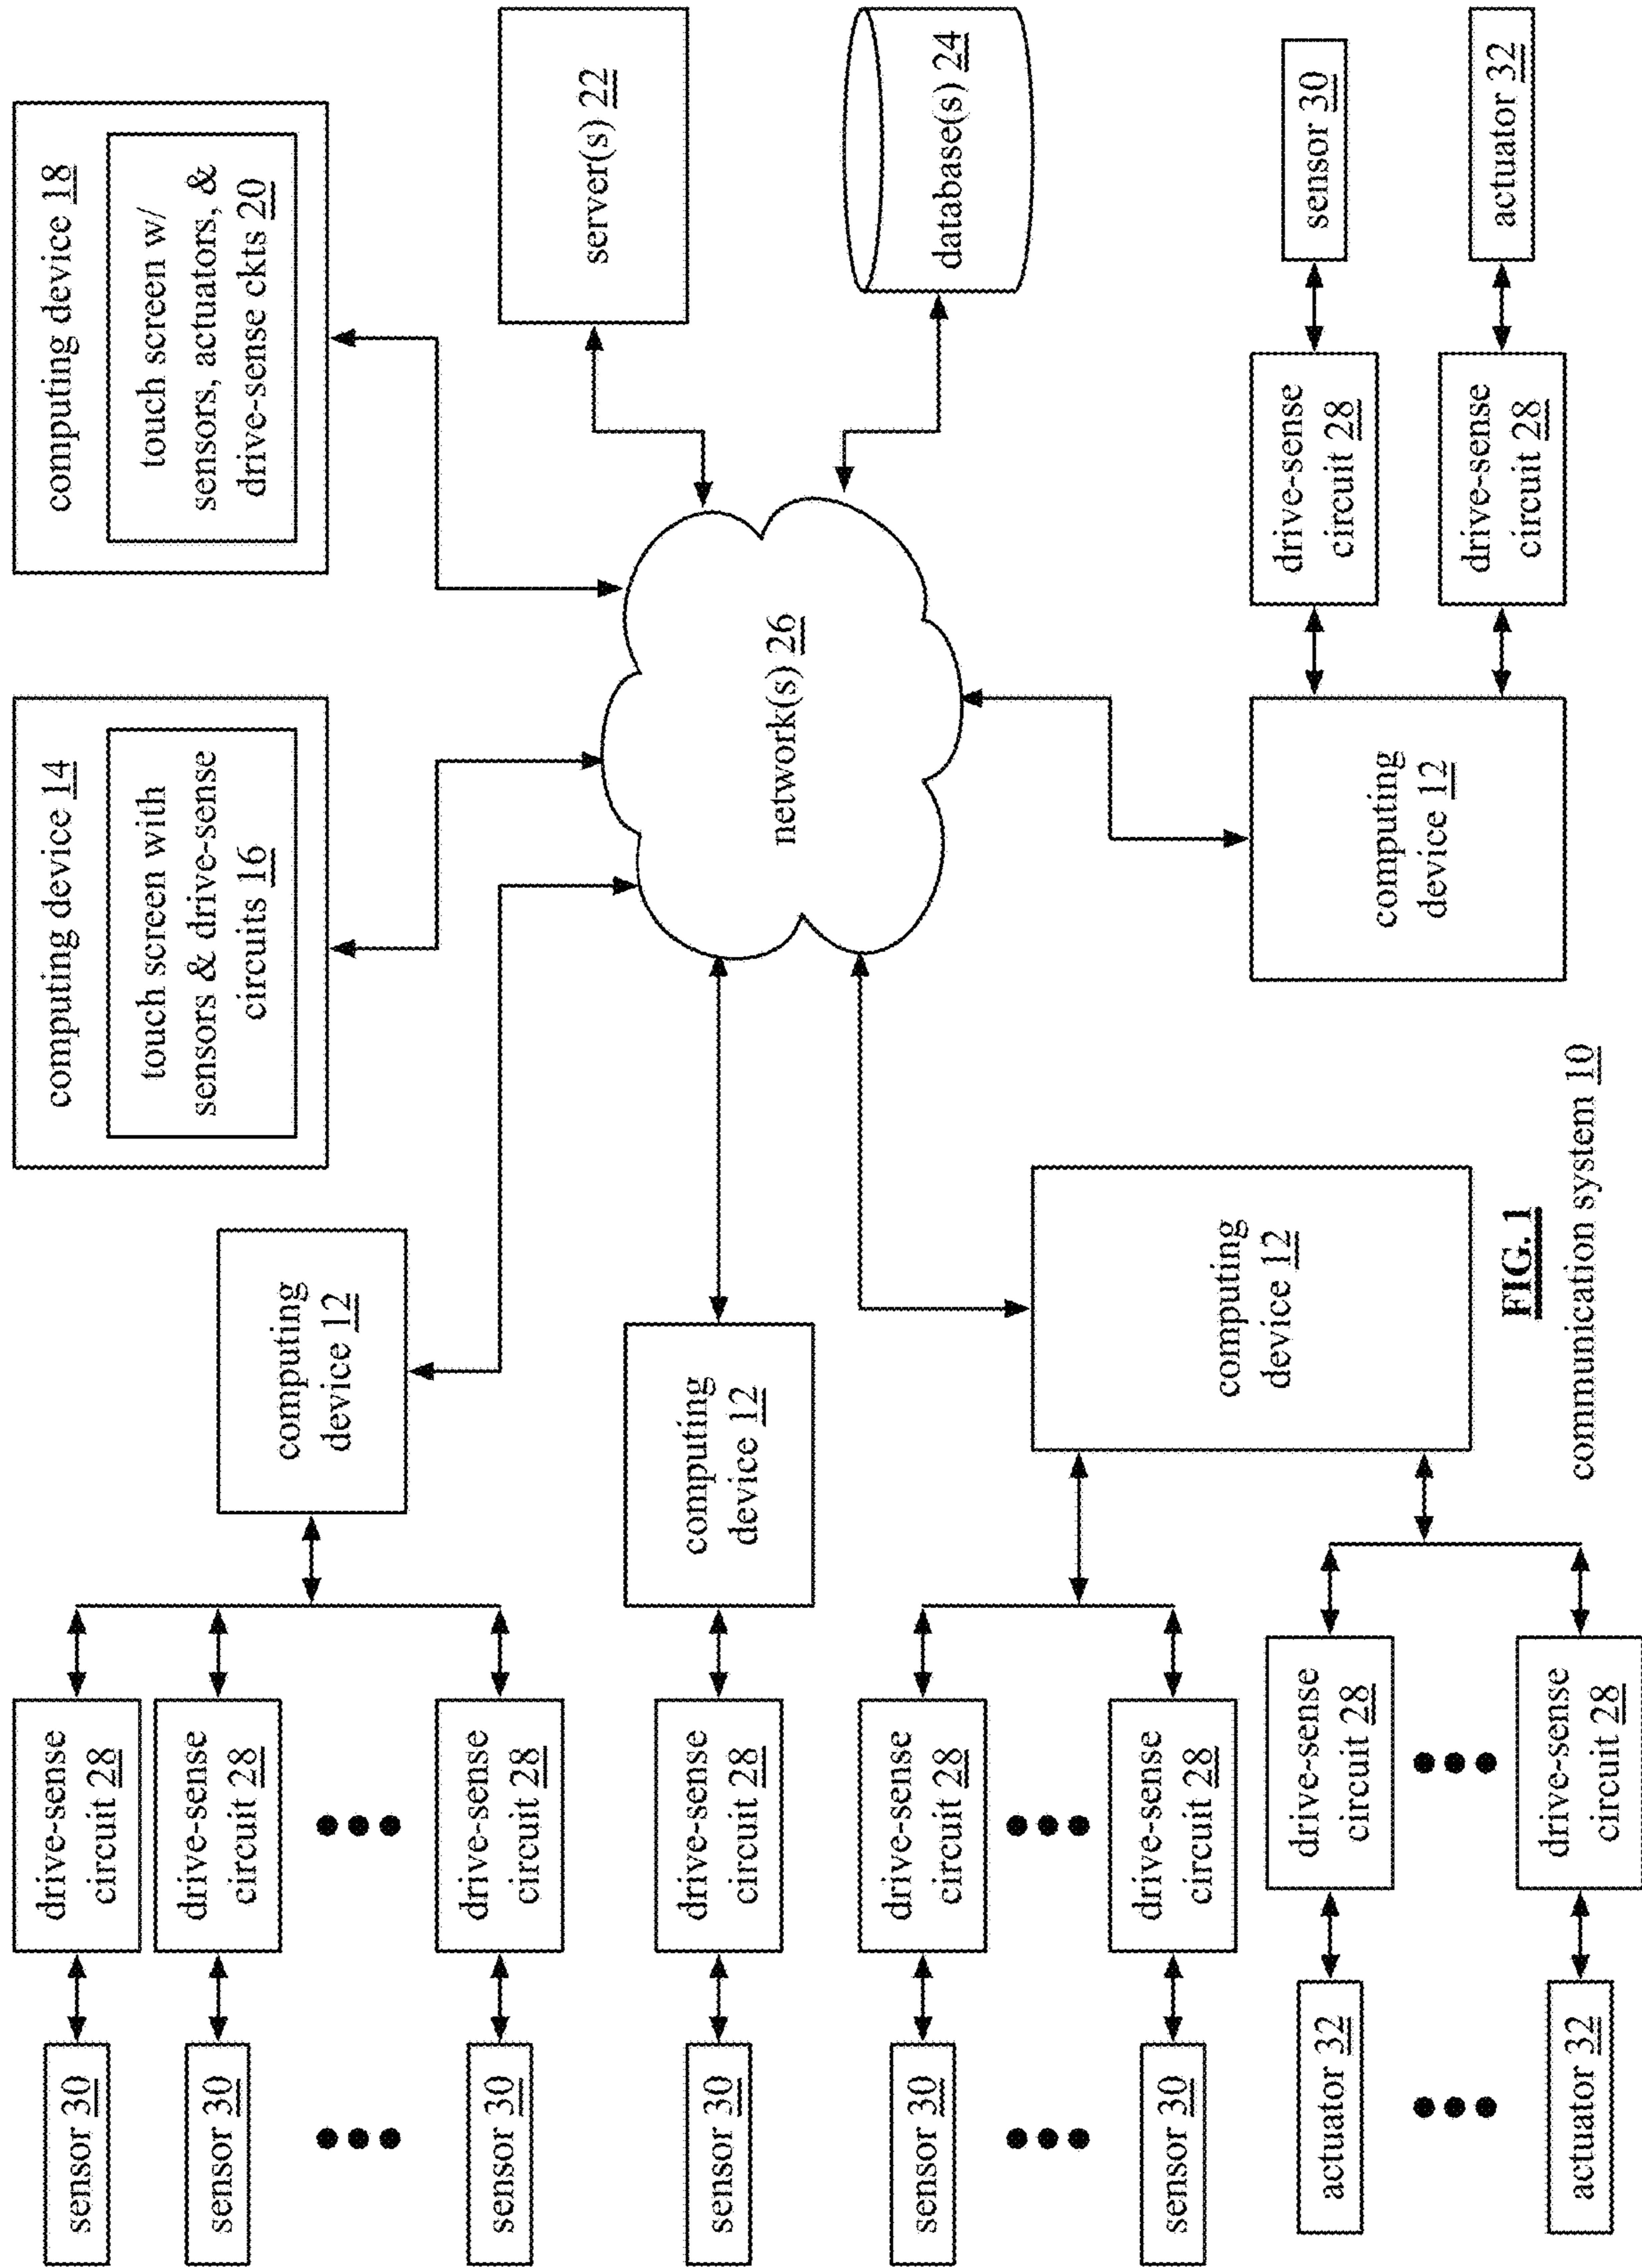 sensor 30
drive-sense
circuit 28
sensor 30
drive-sense
circuit 28
sensor 30
drive-sense
circuit 28
computing
device 12
computing device 14
touch screen with
sensors & drive-sense
circuits 16
computing device 18
touch screen w/
sensors, actuators, &
drive-sense ckts 20
sensor 30
drive-sense
circuit 28
computing
device 12
network(s) 26
server(s) 22
database(s) 24
sensor 30
drive-sense
circuit 28
sensor 30
drive-sense
circuit 28
computing
device 12
actuator 32
drive-sense
circuit 28
actuator 32
drive-sense
circuit 28
computing
device 12
drive-sense
circuit 28
sensor 30
drive-sense
circuit 28
actuator 32
FIG. 1
communication system 10